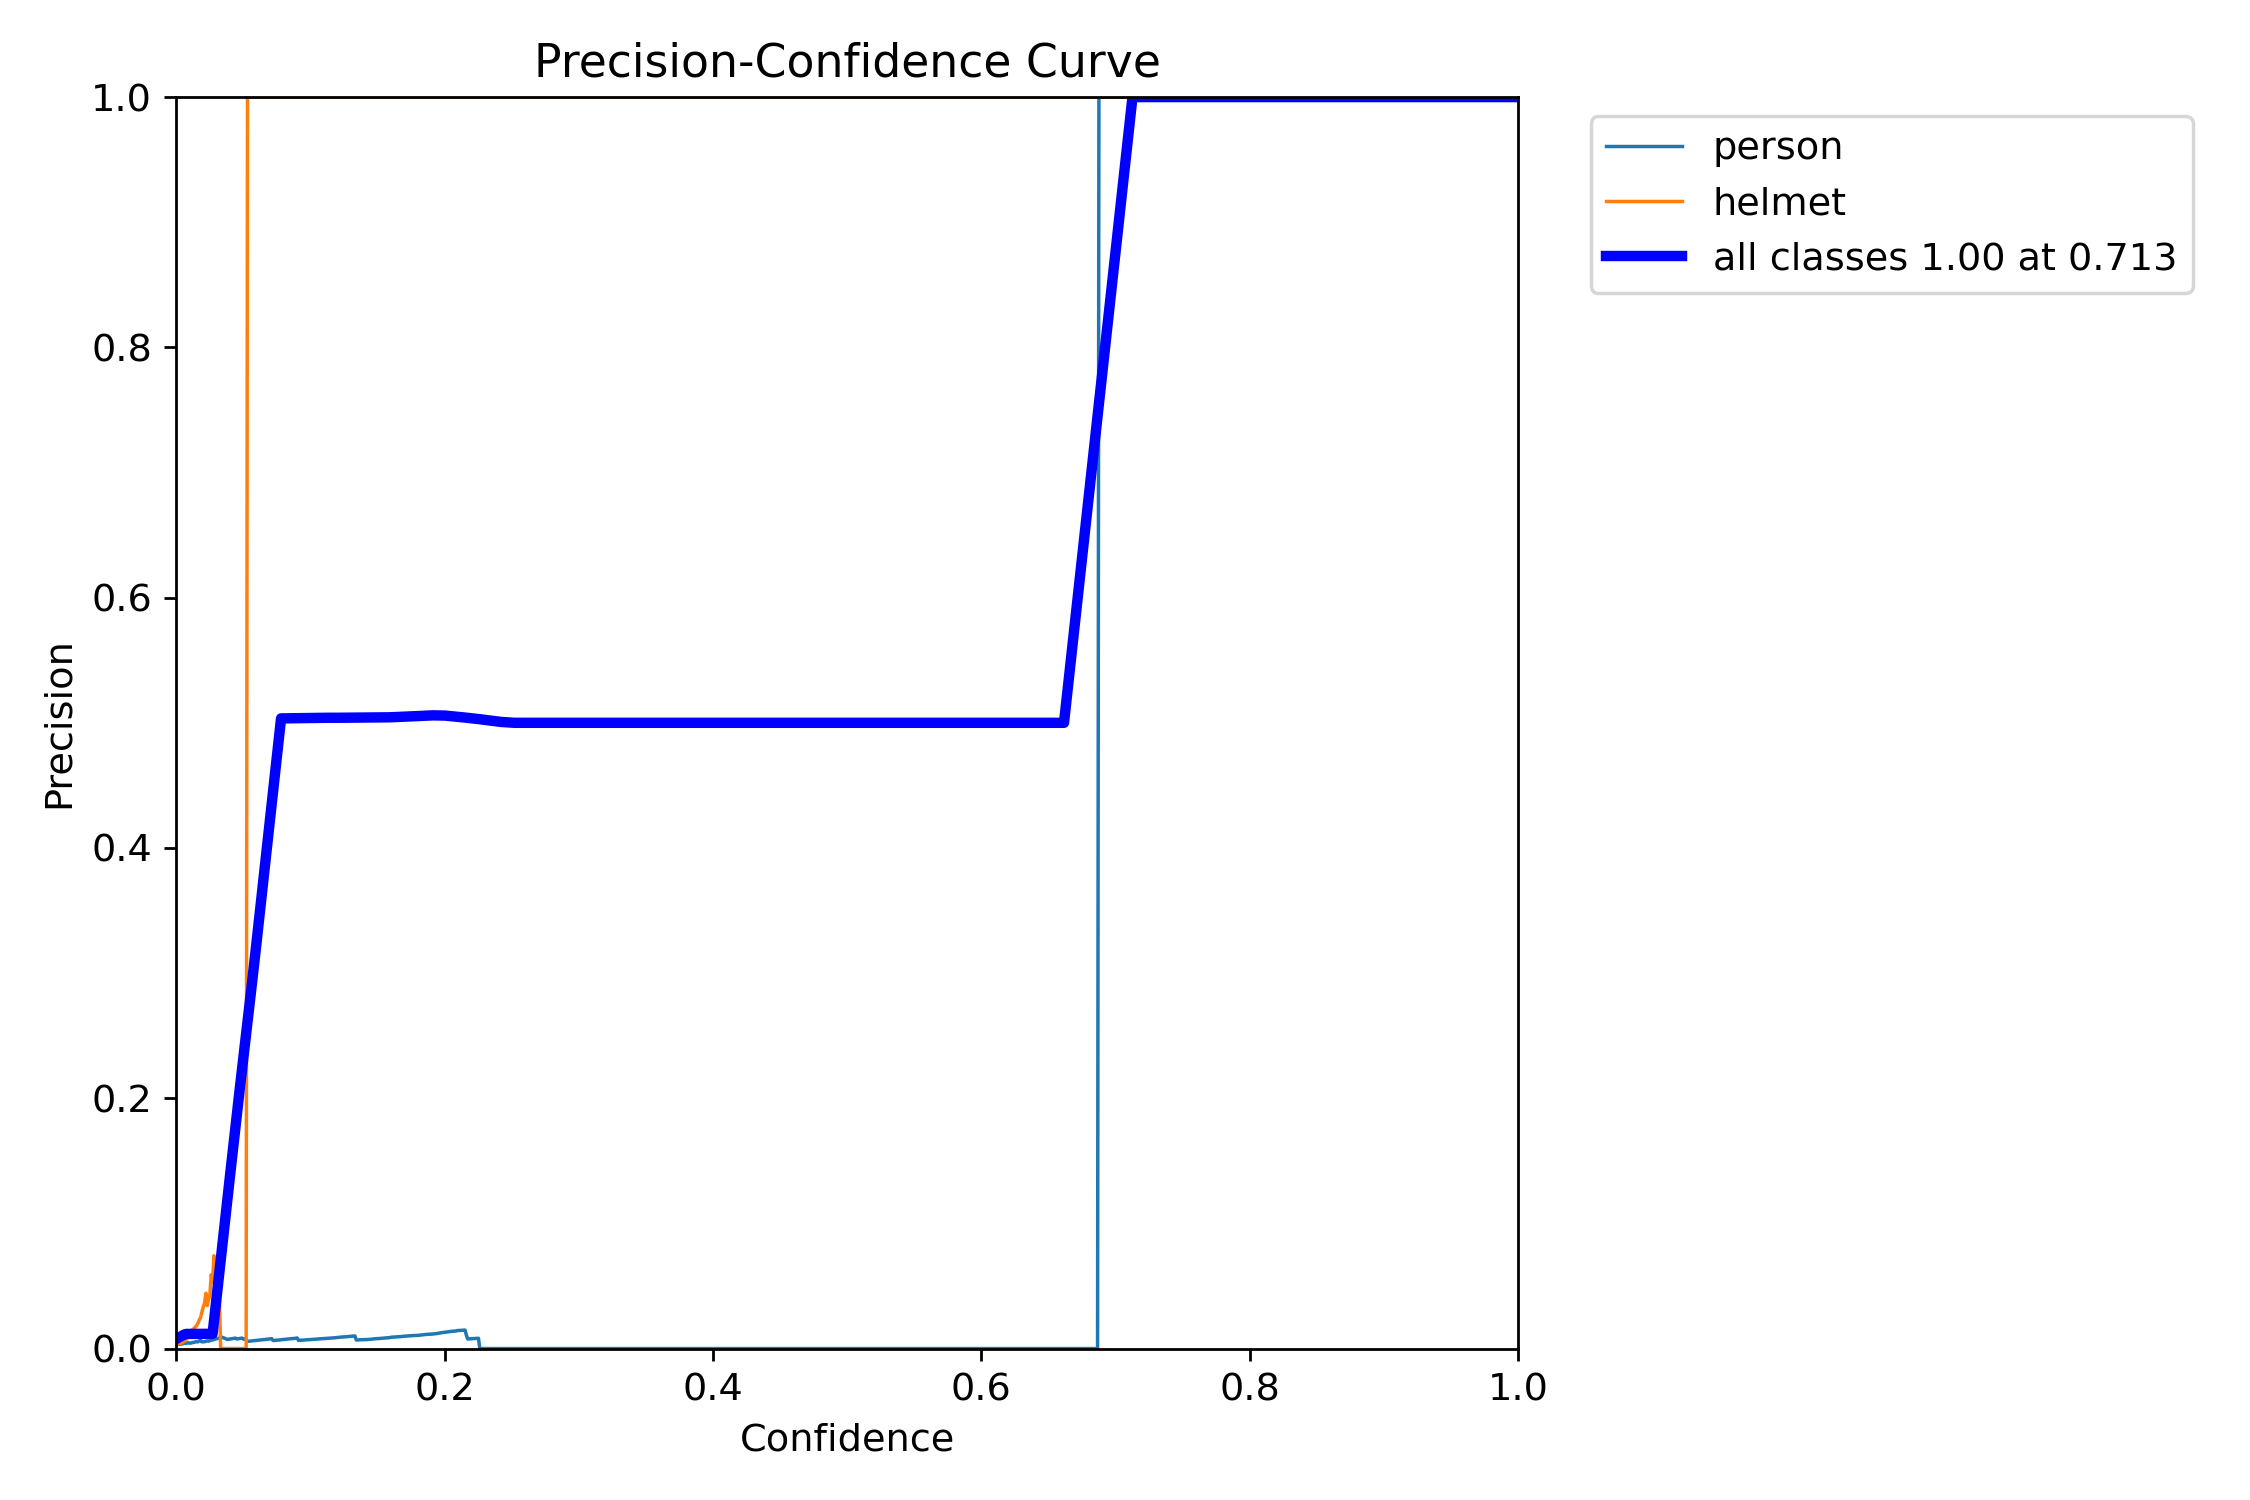 Precision-Confidence Curve
1.0
0.8
0.6
0.4
0.2
0.0
Precision
0.0 0.2 0.4 0.6 0.8 1.0
Confidence
person
helmet
all classes 1.00 at 0.713